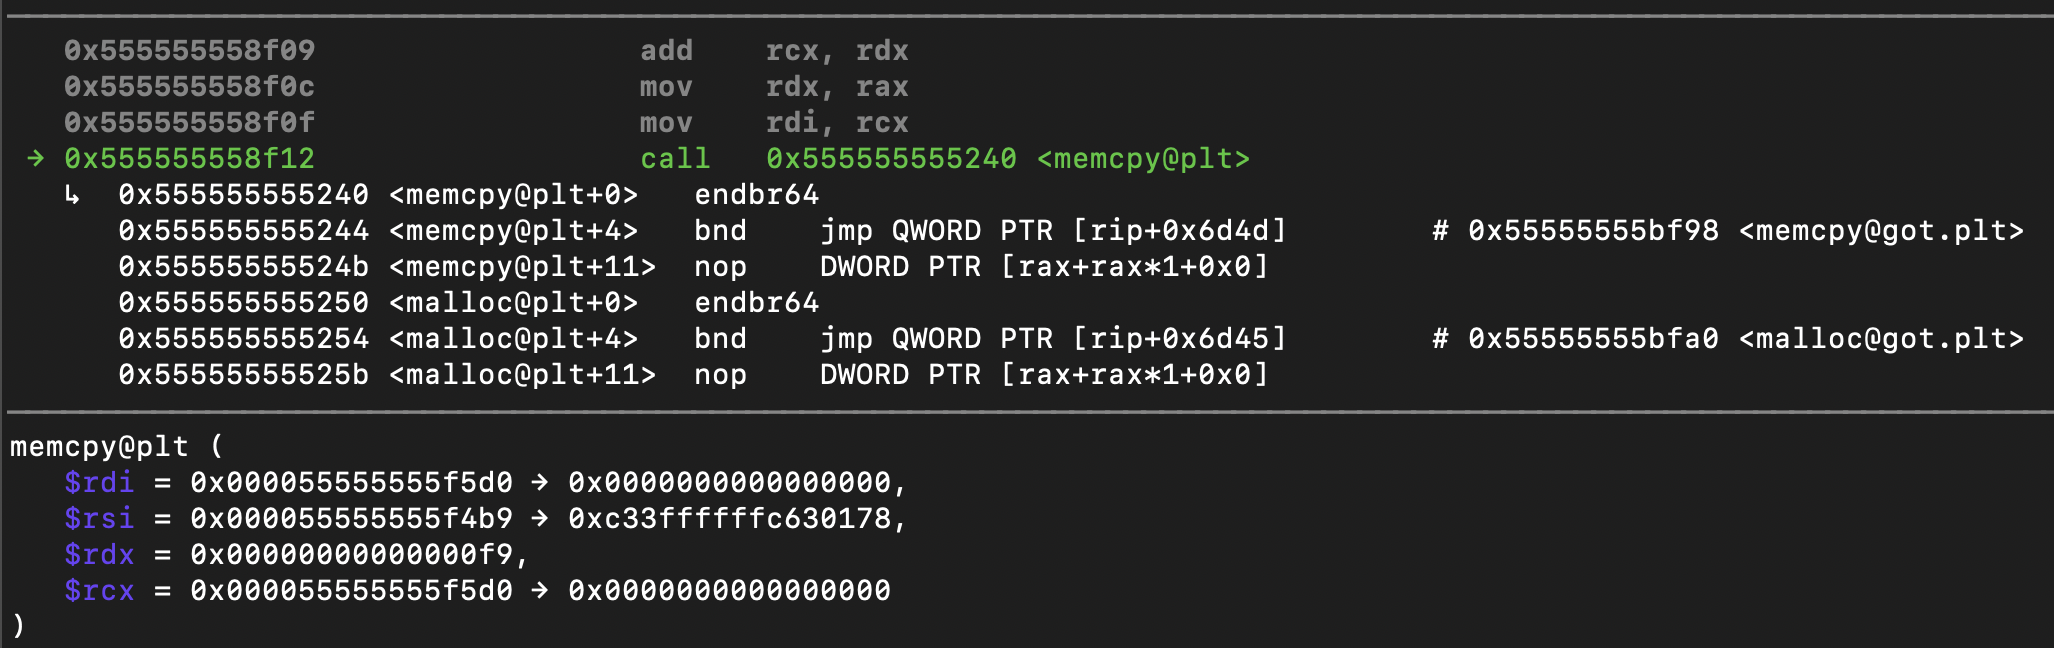 0x555555558f09 add rcx, rdx
0x555555558f0c mov rdx, rax
0x555555558f0f mov rdi, rcx
→ 0x555555558f12 call 0x555555555240 <memcpy@plt>
↳ 0x555555555240 <memcpy@plt+0> endbr64
0x555555555244 <memcpy@plt+4> bnd jmp QWORD PTR [rip+0x6d4d] # 0x55555555bf98 <memcpy@got.plt>
0x55555555524b <memcpy@plt+11> nop DWORD PTR [rax+rax*1+0x0]
0x555555555250 <malloc@plt+0> endbr64
0x555555555254 <malloc@plt+4> bnd jmp QWORD PTR [rip+0x6d45] # 0x55555555bfa0 <malloc@got.plt>
0x55555555525b <malloc@plt+11> nop DWORD PTR [rax+rax*1+0x0]
memcpy@plt (
$rdi = 0x000055555555f5d0 → 0x0000000000000000,
$rsi = 0x000055555555f4b9 → 0xc33ffffffc630178,
$rdx = 0x00000000000000f9,
$rcx = 0x000055555555f5d0 → 0x0000000000000000
)